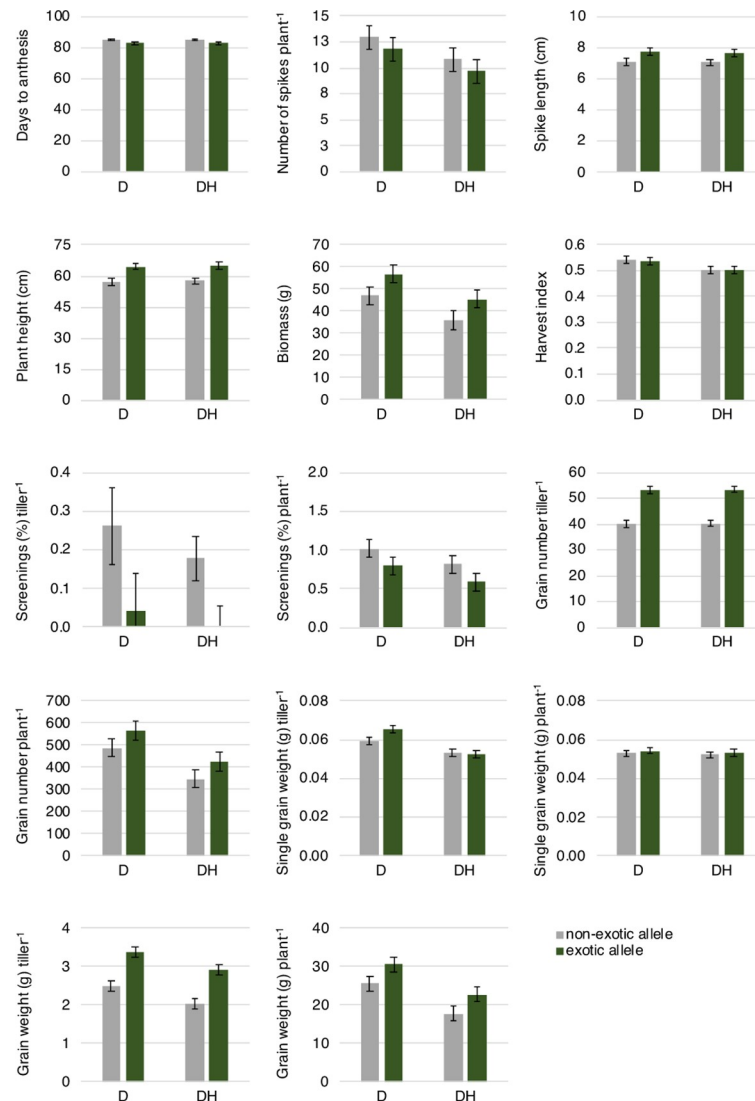 Days to anthesis
100
80
60
40
20
0
D DH
Number of spikes plant⁻¹
15
13
10
8
5
3
0
D DH
Spike length (cm)
10
8
6
4
2
0
D DH
Plant height (cm)
75
60
45
30
15
0
D DH
Biomass (g)
70
60
50
40
30
20
10
0
D DH
Harvest index
0.6
0.5
0.4
0.3
0.2
0.1
0.0
D DH
Screenings (%) tiller⁻¹
0.4
0.3
0.2
0.1
0.0
D DH
Screenings (%) plant⁻¹
2.0
1.5
1.0
0.5
0.0
D DH
Grain number tiller⁻¹
60
50
40
30
20
10
0
D DH
Grain number plant⁻¹
700
600
500
400
300
200
100
0
D DH
Single grain weight (g) tiller⁻¹
0.08
0.06
0.04
0.02
0.00
D DH
Single grain weight (g) plant⁻¹
0.08
0.06
0.04
0.02
0.00
D DH
Grain weight (g) tiller⁻¹
4
3
2
1
0
D DH
Grain weight (g) plant⁻¹
40
30
20
10
0
D DH
non-exotic allele
exotic allele